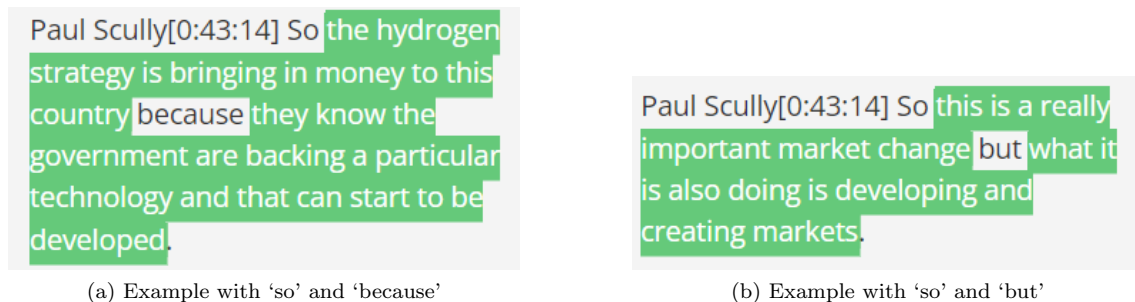 Paul Scully[0:43:14] So the hydrogen
strategy is bringing in money to this
country because they know the
government are backing a particular
technology and that can start to be
developed.
(a) Example with ‘so’ and ‘because’
Paul Scully[0:43:14] So this is a really
important market change but what it
is also doing is developing and
creating markets.
(b) Example with ‘so’ and ‘but’